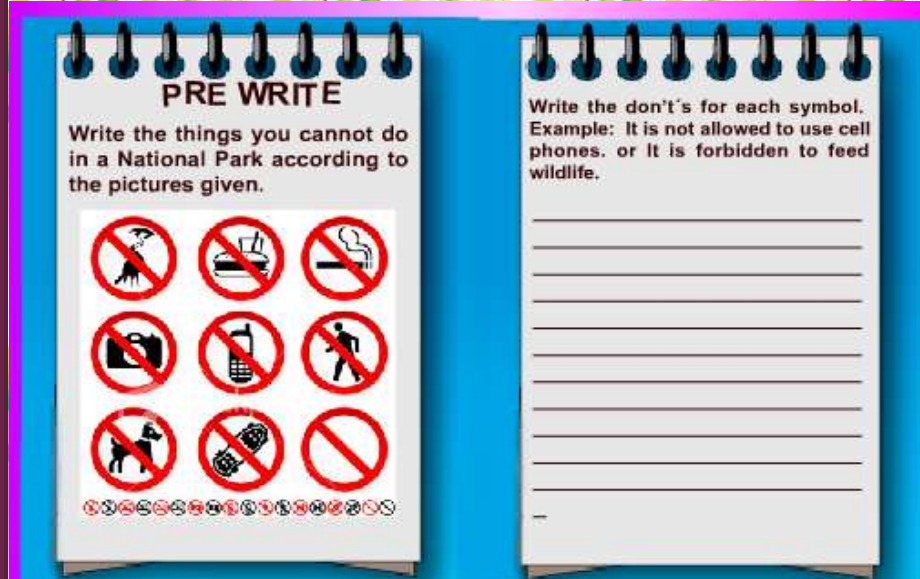 PRE WRITE
Write the things you cannot do
in a National Park according to
the pictures given.
Write the don't´s for each symbol.
Example: It is not allowed to use cell
phones. or It is forbidden to feed
wildlife.